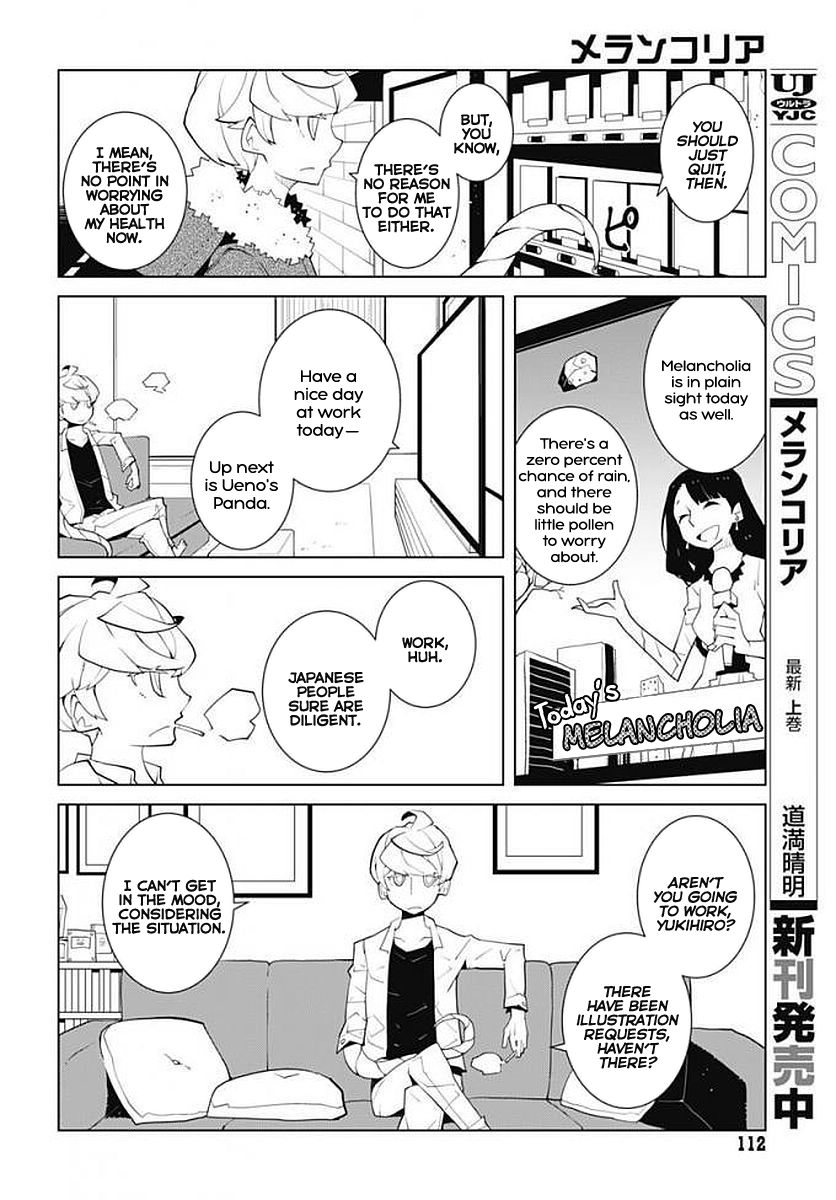 メランコリア
YOU
SHOULD
JUST
QUIT,
THEN.
BUT,
YOU
KNOW,
THERE'S
NO REASON
FOR ME
TO DO THAT
EITHER.
I MEAN,
THERE'S
NO POINT IN
WORRYING
ABOUT
MY HEALTH
NOW.
ピ
Melancholia
is in plain
sight today
as well.
There's a
zero percent
chance of rain,
and there
should be
little pollen
to worry
about.
Today's
MELANCHOLIA
Have a
nice day
at work
today—
Up next
is Ueno's
Panda.
WORK,
HUH.
JAPANESE
PEOPLE
SURE ARE
DILIGENT.
AREN'T
YOU GOING
TO WORK,
YUKIHIRO?
THERE
HAVE BEEN
ILLUSTRATION
REQUESTS,
HAVEN'T
THERE?
I CAN'T GET
IN THE MOOD,
CONSIDERING
THE SITUATION.
UJ
ウルトラ
YJC
COMICS
メランコリア
最新 上巻
道満晴明
新刊発売中
112